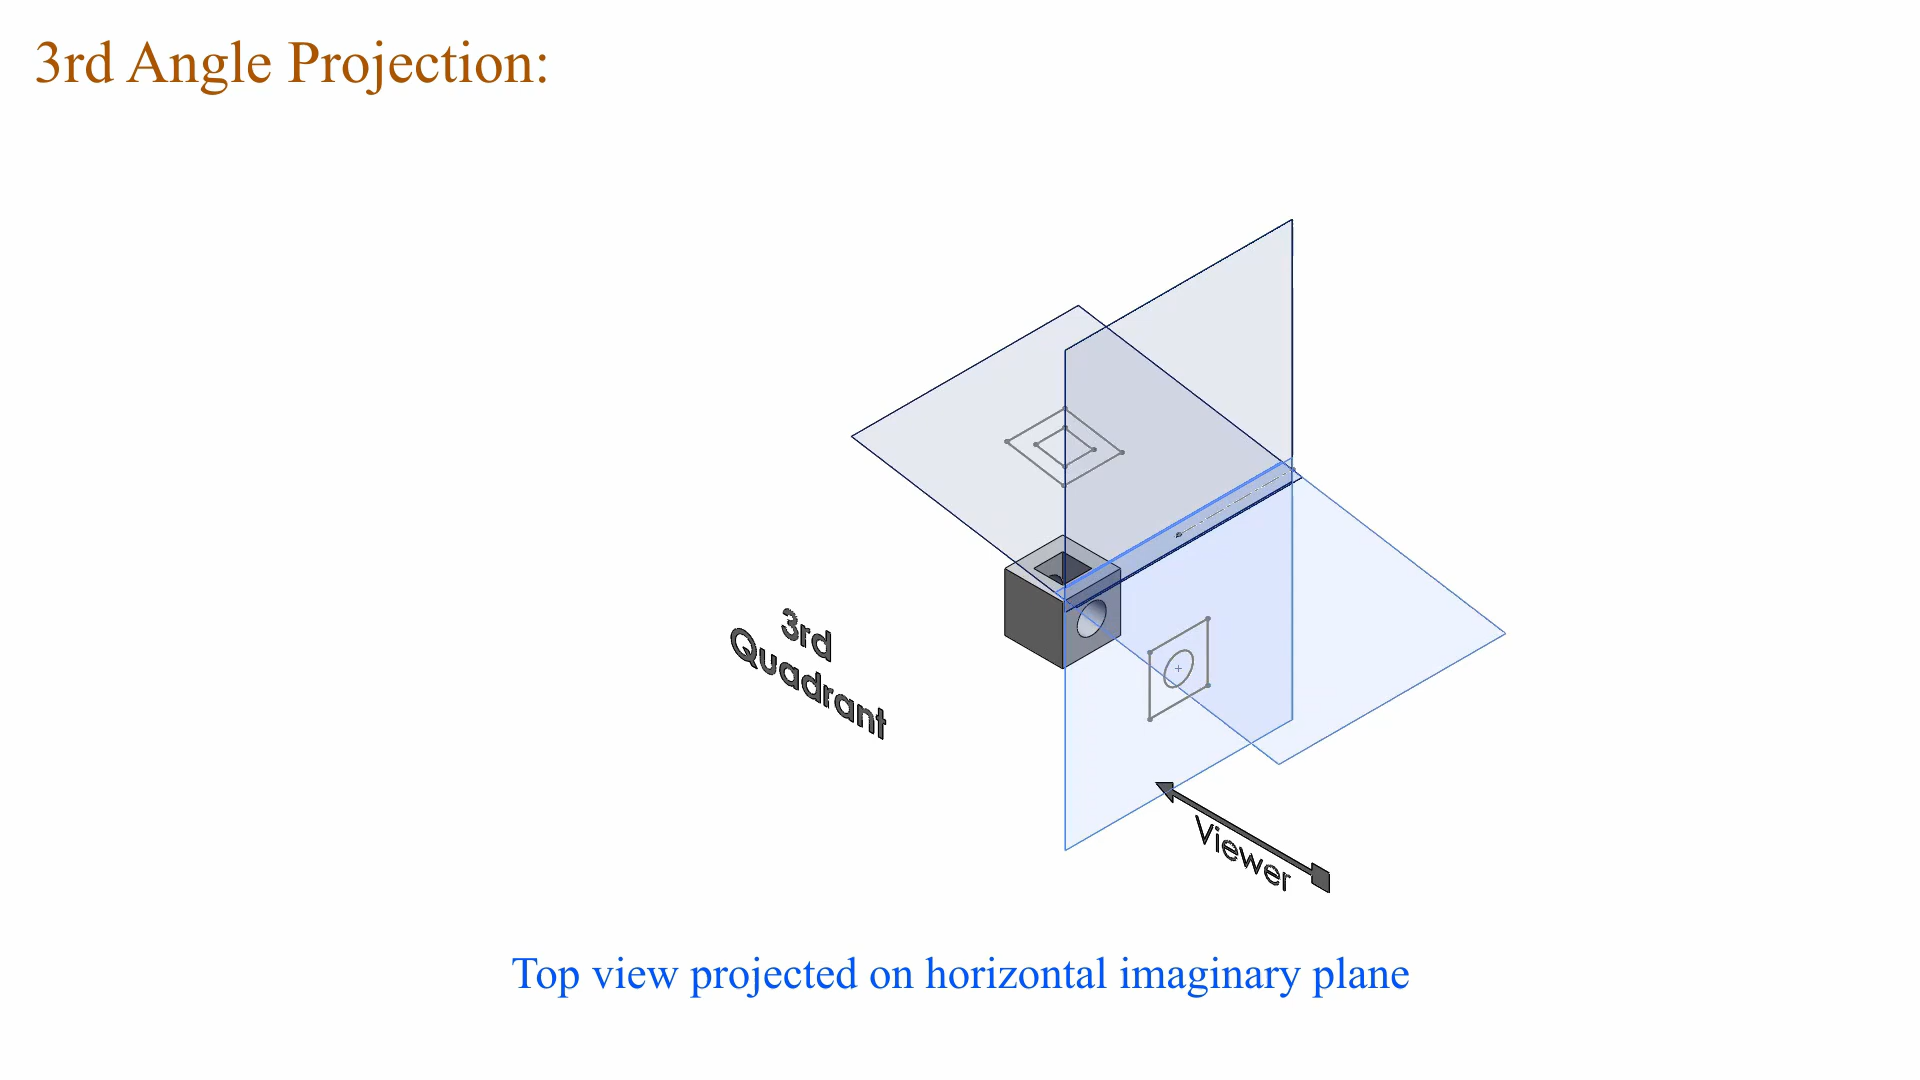 3rd Angle Projection:
3rd
Quadrant
Viewer
Top view projected on horizontal imaginary plane